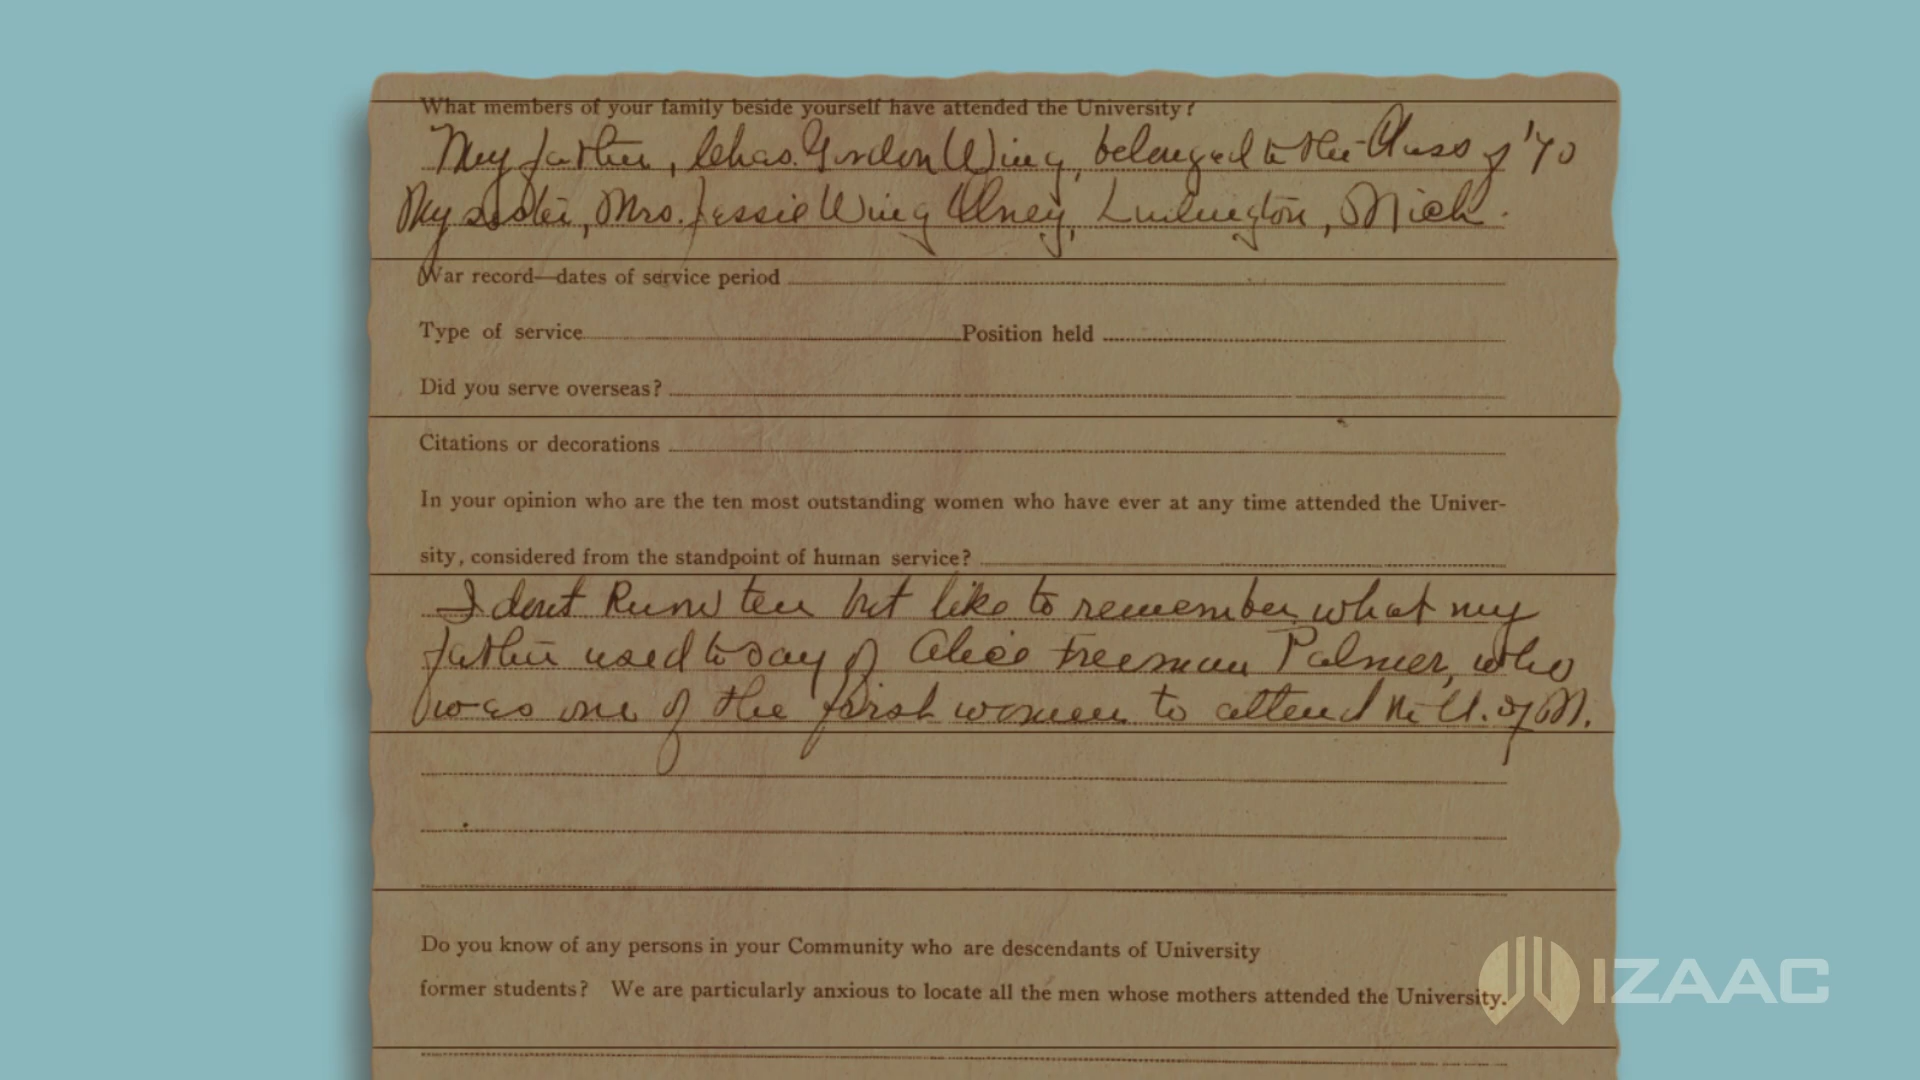 What members of your family beside yourself have attended the University?
My father, Chas. Gordon Wing, belonged to the Class of '70
My sister, Mrs. Jessie Wing Olney, Ludington, Mich.
War record—dates of service period
Type of service Position held
Did you serve overseas?
Citations or decorations
In your opinion who are the ten most outstanding women who have ever at any time attended the Univer-
sity, considered from the standpoint of human service?
I dont know ten but like to remember what my
father used to say of Alice Freeman Palmer, who
was one of the first women to attend the U. of M.
Do you know of any persons in your Community who are descendants of University
former students? We are particularly anxious to locate all the men whose mothers attended the University.
IZAAC